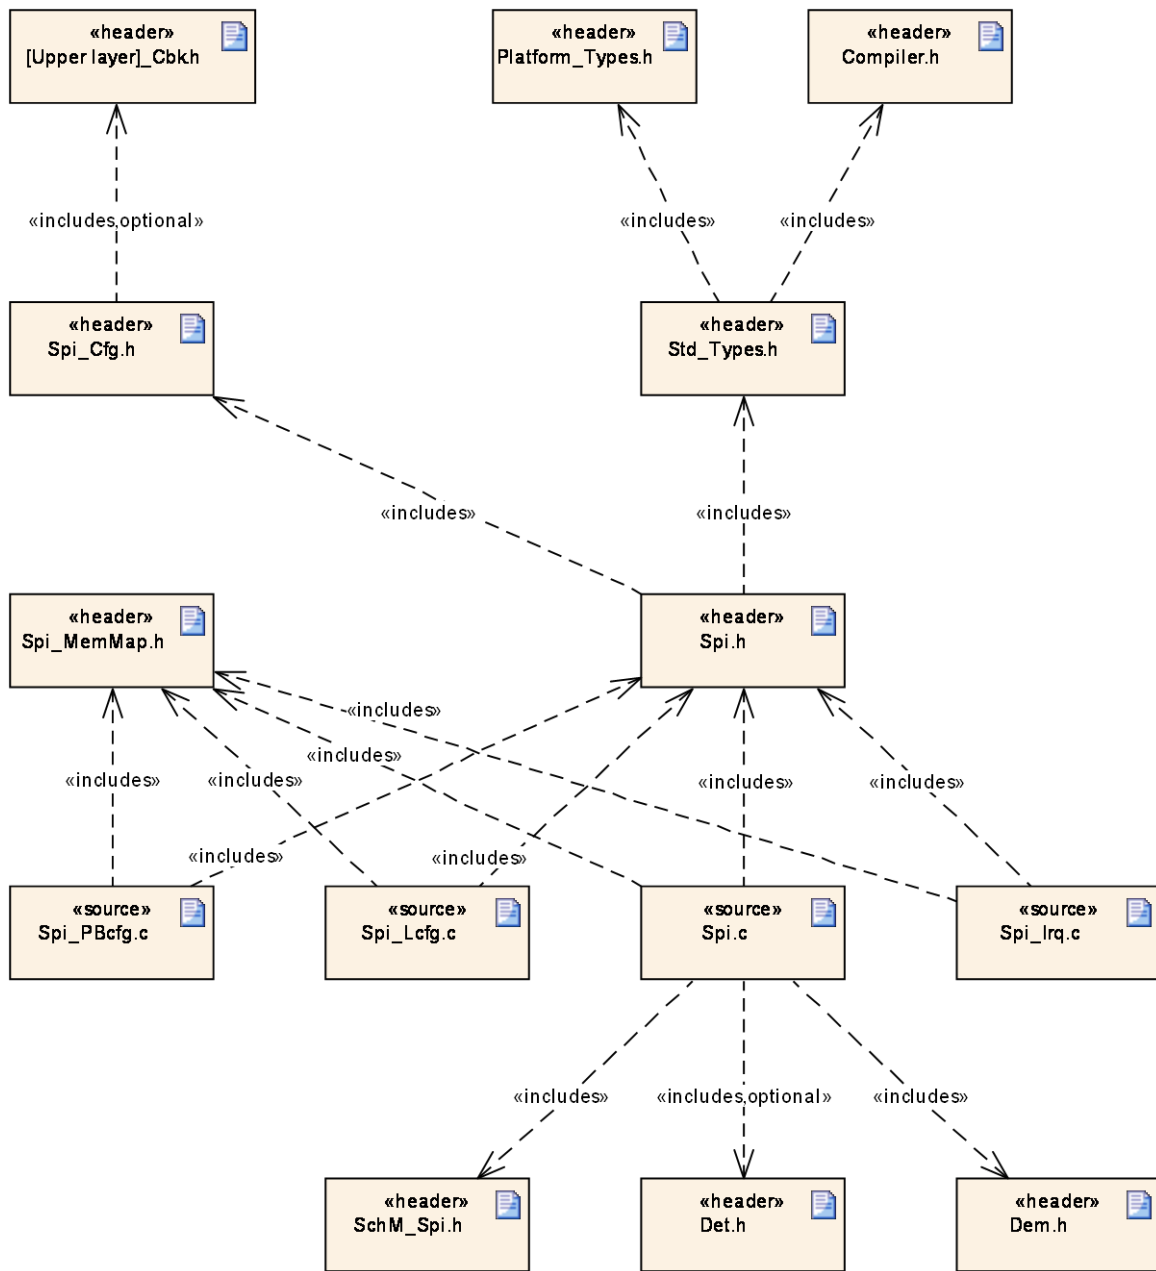 «header»
[Upper layer]_Cbk.h
«header»
Platform_Types.h
«header»
Compiler.h
«includes,optional»
«includes»
«includes»
«header»
Spi_Cfg.h
«header»
Std_Types.h
«includes»
«includes»
«header»
Spi_MemMap.h
«header»
Spi.h
«includes»
«includes»
«includes»
«includes»
«includes»
«includes»
«includes»
«includes»
«source»
Spi_PBcfg.c
«source»
Spi_Lcfg.c
«source»
Spi.c
«source»
Spi_Irq.c
«includes»
«includes,optional»
«includes»
«header»
SchM_Spi.h
«header»
Det.h
«header»
Dem.h